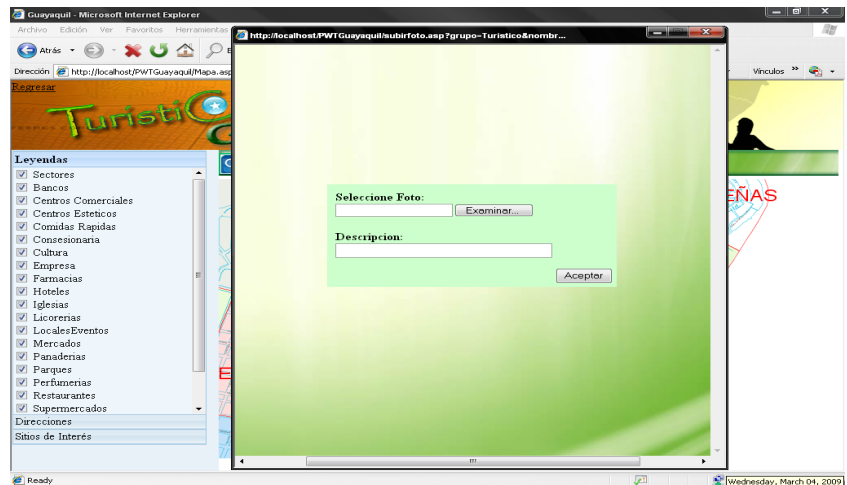 Guayaquil - Microsoft Internet Explorer
Archivo Edición Ver Favoritos Herramientas
Atrás
Dirección http://localhost/PWTGuayaquil/Mapa.asp
Vínculos »
http://localhost/PWTGuayaquil/subirfoto.asp?grupo=Turistico&nombr...
Regresar
Turístic
Leyendas
Sectores
Bancos
Centros Comerciales
Centros Esteticos
Comidas Rapidas
Consesionaria
Cultura
Empresa
Farmacias
Hoteles
Iglesias
Licorerias
LocalesEventos
Mercados
Panaderias
Parques
Perfumerias
Restaurantes
Supermercados
Direcciones
Sitios de Interés
Seleccione Foto:
Examinar...
Descripcion:
Aceptar
EÑAS
E
Ready
Wednesday, March 04, 2009